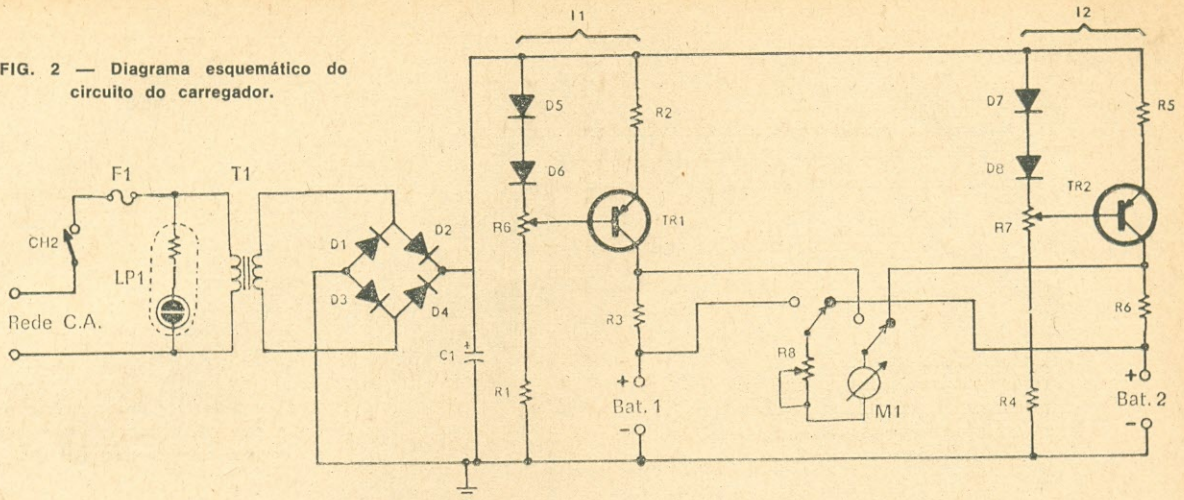 I1
I2
FIG. 2 — Diagrama esquemático do
circuito do carregador.
D5
R2
D7
R5
F1
T1
D6
D8
TR2
CH2
D1
D2
R6
TR1
R7
LP1
D3
D4
Rede C.A.
C1
+
R3
R8
R6
R1
+
Bat. 1
-
M1
R4
+
Bat. 2
-